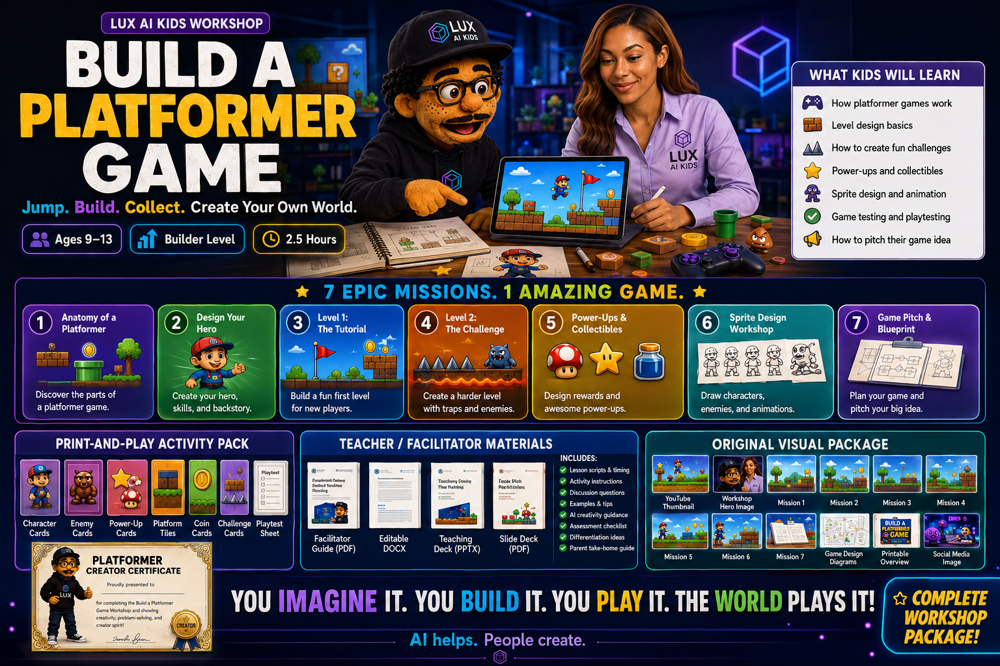 LUX AI KIDS WORKSHOP
BUILD A
PLATFORMER
GAME
Jump. Build. Collect. Create Your Own World.
Ages 9–13
Builder Level
2.5 Hours
LUX
AI KIDS
LUX
AI KIDS
LEVEL IDEAS
WHAT KIDS WILL LEARN
How platformer games work
Level design basics
How to create fun challenges
Power-ups and collectibles
Sprite design and animation
Game testing and playtesting
How to pitch their game idea
7 EPIC MISSIONS. 1 AMAZING GAME.
1
Anatomy of a
Platformer
Discover the parts of
a platformer game.
2
Design Your
Hero
Create your hero,
skills, and backstory.
3
Level 1:
The Tutorial
Build a fun first level
for new players.
4
Level 2:
The Challenge
Create a harder level
with traps and enemies.
5
Power-Ups &
Collectibles
Design rewards and
awesome power-ups.
6
Sprite Design
Workshop
Draw characters,
enemies, and animations.
7
Game Pitch &
Blueprint
Plan your game and
pitch your big idea.
PRINT-AND-PLAY ACTIVITY PACK
Playtest
Character
Cards
Enemy
Cards
Power-Up
Cards
Platform
Tiles
Coin
Cards
Challenge
Cards
Playtest
Sheet
TEACHER / FACILITATOR MATERIALS
Facilitator
Guide (PDF)
Editable
DOCX
Teaching
Deck (PPTX)
Slide Deck
(PDF)
INCLUDES:
Lesson scripts & timing
Activity instructions
Discussion questions
Examples & tips
AI creativity guidance
Assessment checklist
Differentiation ideas
Parent take-home guide
ORIGINAL VISUAL PACKAGE
YouTube
Thumbnail
Workshop
Hero Image
Mission 1
Mission 2
Mission 3
Mission 4
Mission 5
Mission 6
Mission 7
Game Design
Diagrams
BUILD A
PLATFORMER
GAME
Printable
Overview
Social Media
Image
PLATFORMER
CREATOR CERTIFICATE
Proudly presented to
for completing the Build a Platformer
Game Workshop and showing
creativity, problem-solving, and
creator spirit!
CREATOR
LUX
YOU IMAGINE IT. YOU BUILD IT. YOU PLAY IT. THE WORLD PLAYS IT!
AI helps. People create.
COMPLETE
WORKSHOP
PACKAGE!